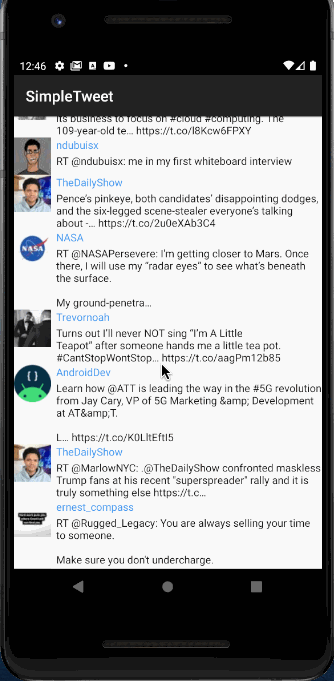 12:46
SimpleTweet
its business to focus on #cloud #computing. The
109-year-old te… https://t.co/I8Kcw6FPXY
ndubuisx
RT @ndubuisx: me in my first whiteboard interview
TheDailyShow
Pence's pinkeye, both candidates' disappointing dodges,
and the six-legged scene-stealer everyone's talking
about -… https://t.co/2u0eXAb3C4
NASA
NASA
RT @NASAPersevere: I'm getting closer to Mars. Once
there, I will use my "radar eyes" to see what's beneath
the surface.
My ground-penetra…
Trevornoah
Turns out I'll never NOT sing "I'm A Little
Teapot" after someone hands me a little tea pot.
#CantStopWontStop… https://t.co/aagPm12b85
AndroidDev
Learn how @ATT is leading the way in the #5G revolution
from Jay Cary, VP of 5G Marketing &amp; Development
at AT&amp;T.
L… https://t.co/K0LltEftI5
TheDailyShow
RT @MarlowNYC: .@TheDailyShow confronted maskless
Trump fans at his recent "superspreader" rally and it is
truly something else https://t.c…
ernest_compass
RT @Rugged_Legacy: You are always selling your time
to someone.
Make sure you don't undercharge.